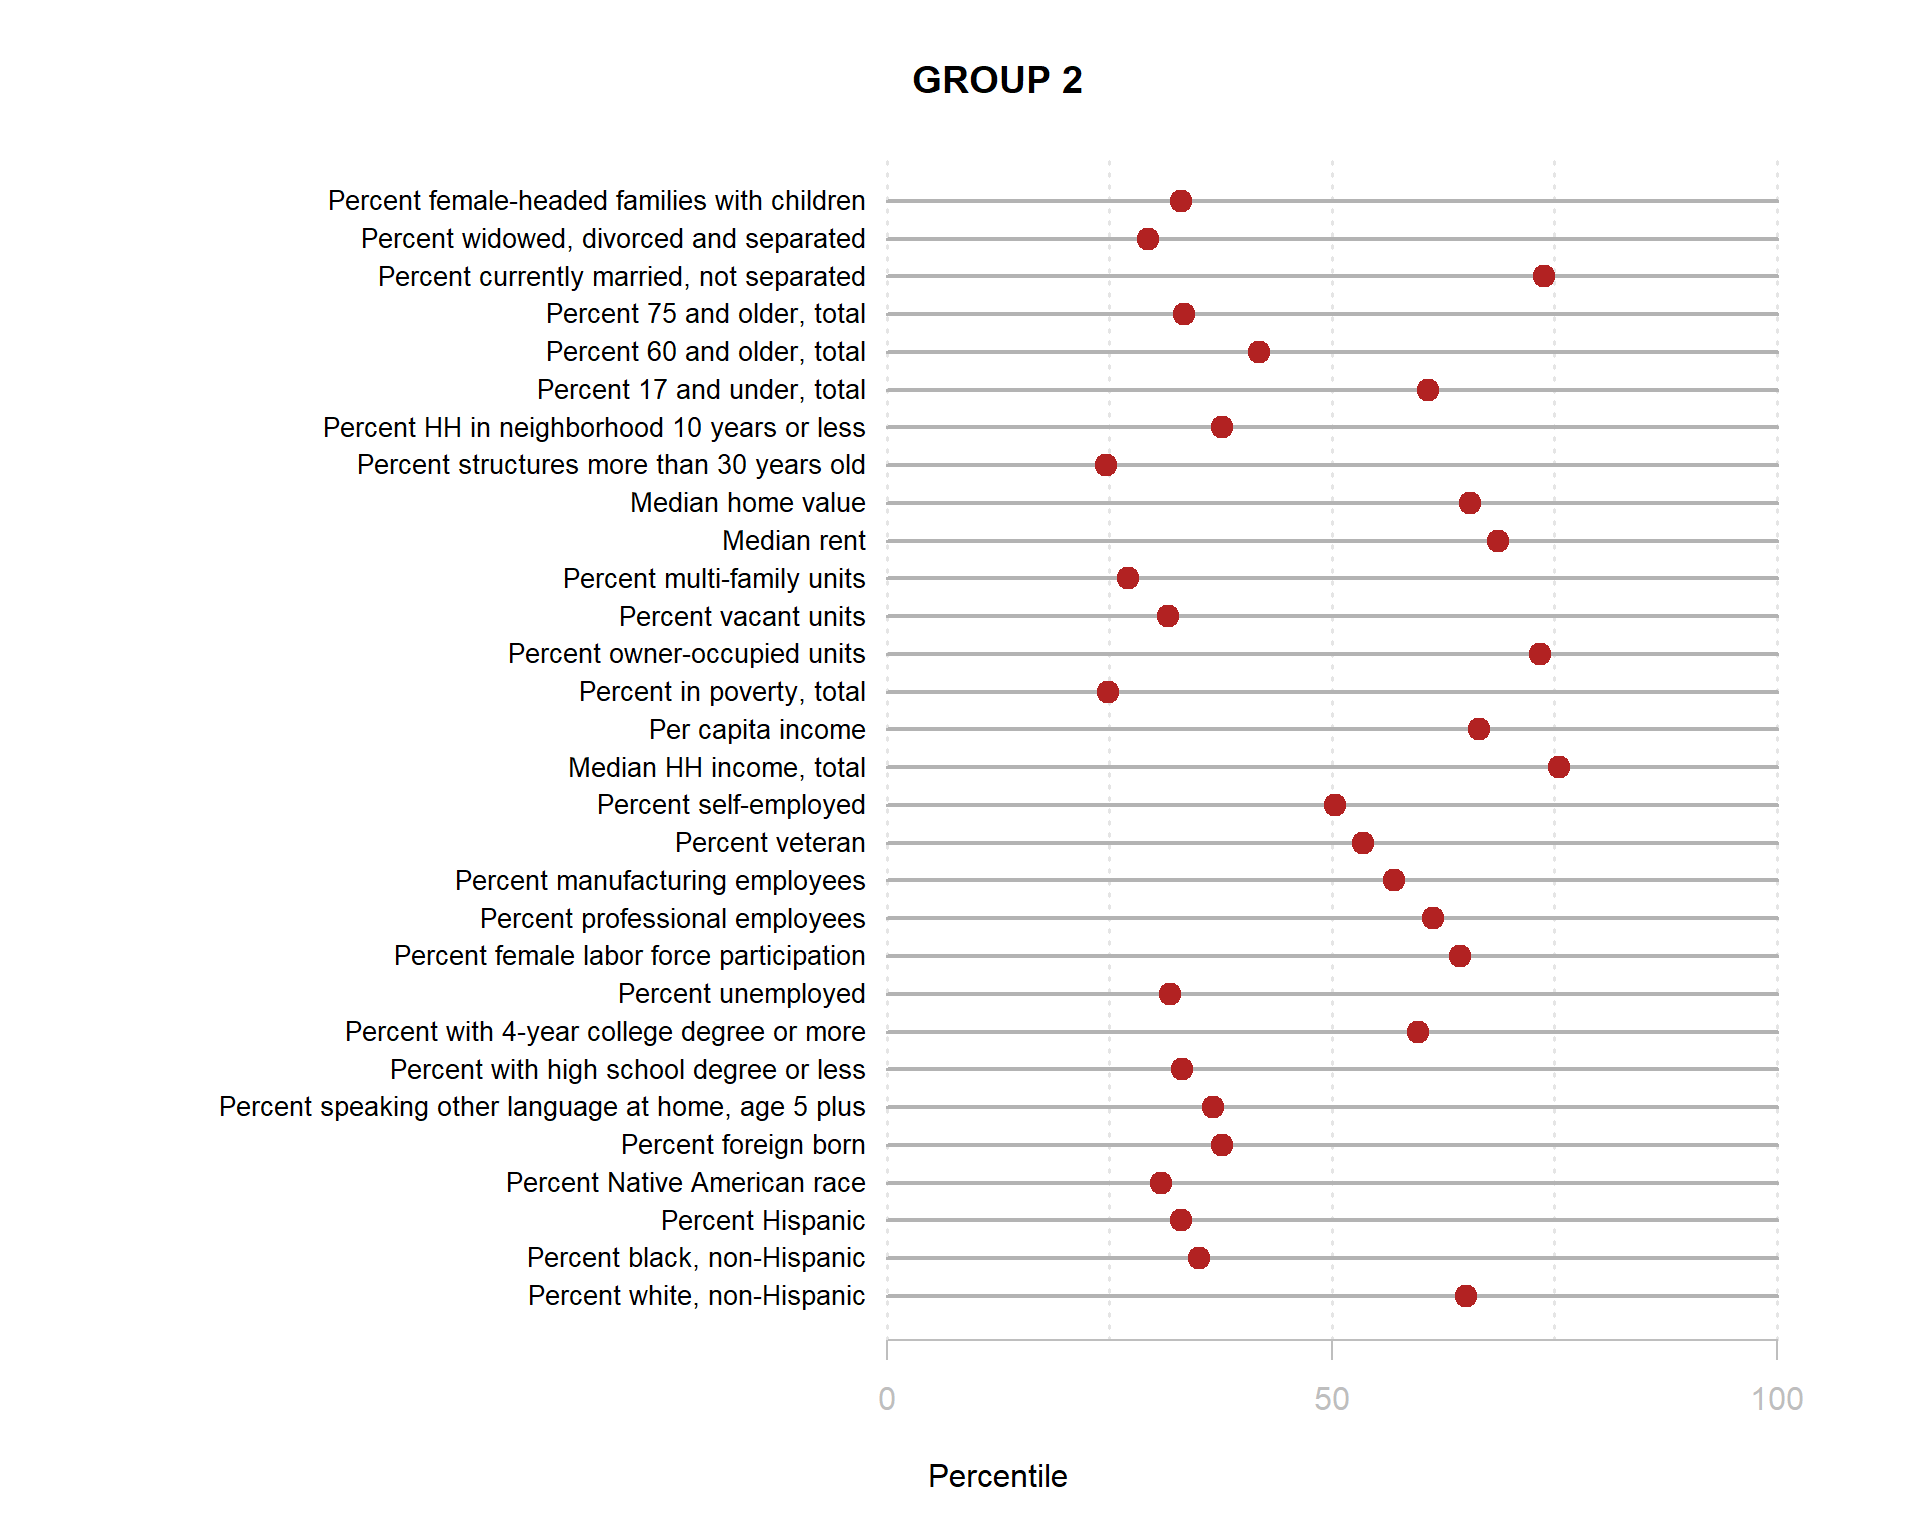 GROUP 2
Percent female-headed families with children
Percent widowed, divorced and separated
Percent currently married, not separated
Percent 75 and older, total
Percent 60 and older, total
Percent 17 and under, total
Percent HH in neighborhood 10 years or less
Percent structures more than 30 years old
Median home value
Median rent
Percent multi-family units
Percent vacant units
Percent owner-occupied units
Percent in poverty, total
Per capita income
Median HH income, total
Percent self-employed
Percent veteran
Percent manufacturing employees
Percent professional employees
Percent female labor force participation
Percent unemployed
Percent with 4-year college degree or more
Percent with high school degree or less
Percent speaking other language at home, age 5 plus
Percent foreign born
Percent Native American race
Percent Hispanic
Percent black, non-Hispanic
Percent white, non-Hispanic
0 50 100
Percentile